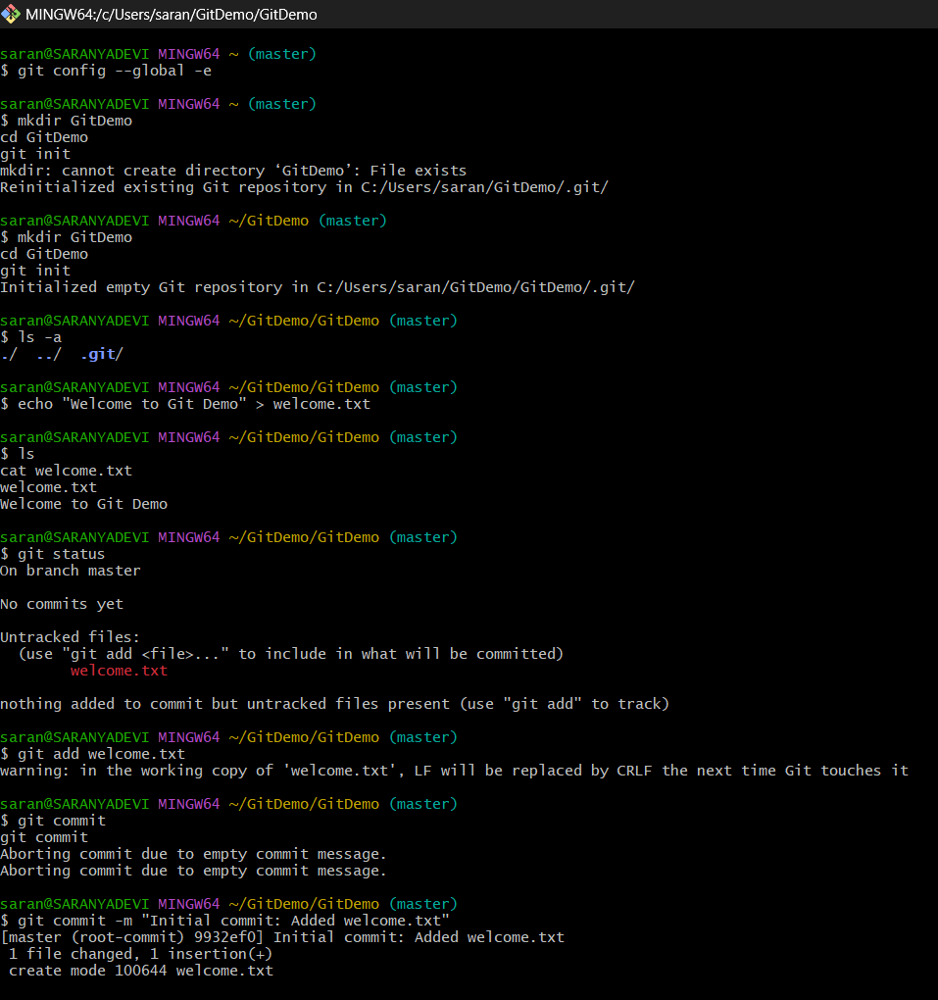 MINGW64:/c/Users/saran/GitDemo/GitDemo
saran@SARANYADEVI MINGW64 ~ (master)
$ git config --global -e
saran@SARANYADEVI MINGW64 ~ (master)
$ mkdir GitDemo
cd GitDemo
git init
mkdir: cannot create directory ‘GitDemo’: File exists
Reinitialized existing Git repository in C:/Users/saran/GitDemo/.git/
saran@SARANYADEVI MINGW64 ~/GitDemo (master)
$ mkdir GitDemo
cd GitDemo
git init
Initialized empty Git repository in C:/Users/saran/GitDemo/GitDemo/.git/
saran@SARANYADEVI MINGW64 ~/GitDemo/GitDemo (master)
$ ls -a
./  ../  .git/
saran@SARANYADEVI MINGW64 ~/GitDemo/GitDemo (master)
$ echo "Welcome to Git Demo" > welcome.txt
saran@SARANYADEVI MINGW64 ~/GitDemo/GitDemo (master)
$ ls
cat welcome.txt
welcome.txt
Welcome to Git Demo
saran@SARANYADEVI MINGW64 ~/GitDemo/GitDemo (master)
$ git status
On branch master
No commits yet
Untracked files:
  (use "git add <file>..." to include in what will be committed)
        welcome.txt
nothing added to commit but untracked files present (use "git add" to track)
saran@SARANYADEVI MINGW64 ~/GitDemo/GitDemo (master)
$ git add welcome.txt
warning: in the working copy of 'welcome.txt', LF will be replaced by CRLF the next time Git touches it
saran@SARANYADEVI MINGW64 ~/GitDemo/GitDemo (master)
$ git commit
git commit
Aborting commit due to empty commit message.
Aborting commit due to empty commit message.
saran@SARANYADEVI MINGW64 ~/GitDemo/GitDemo (master)
$ git commit -m "Initial commit: Added welcome.txt"
[master (root-commit) 9932ef0] Initial commit: Added welcome.txt
 1 file changed, 1 insertion(+)
 create mode 100644 welcome.txt